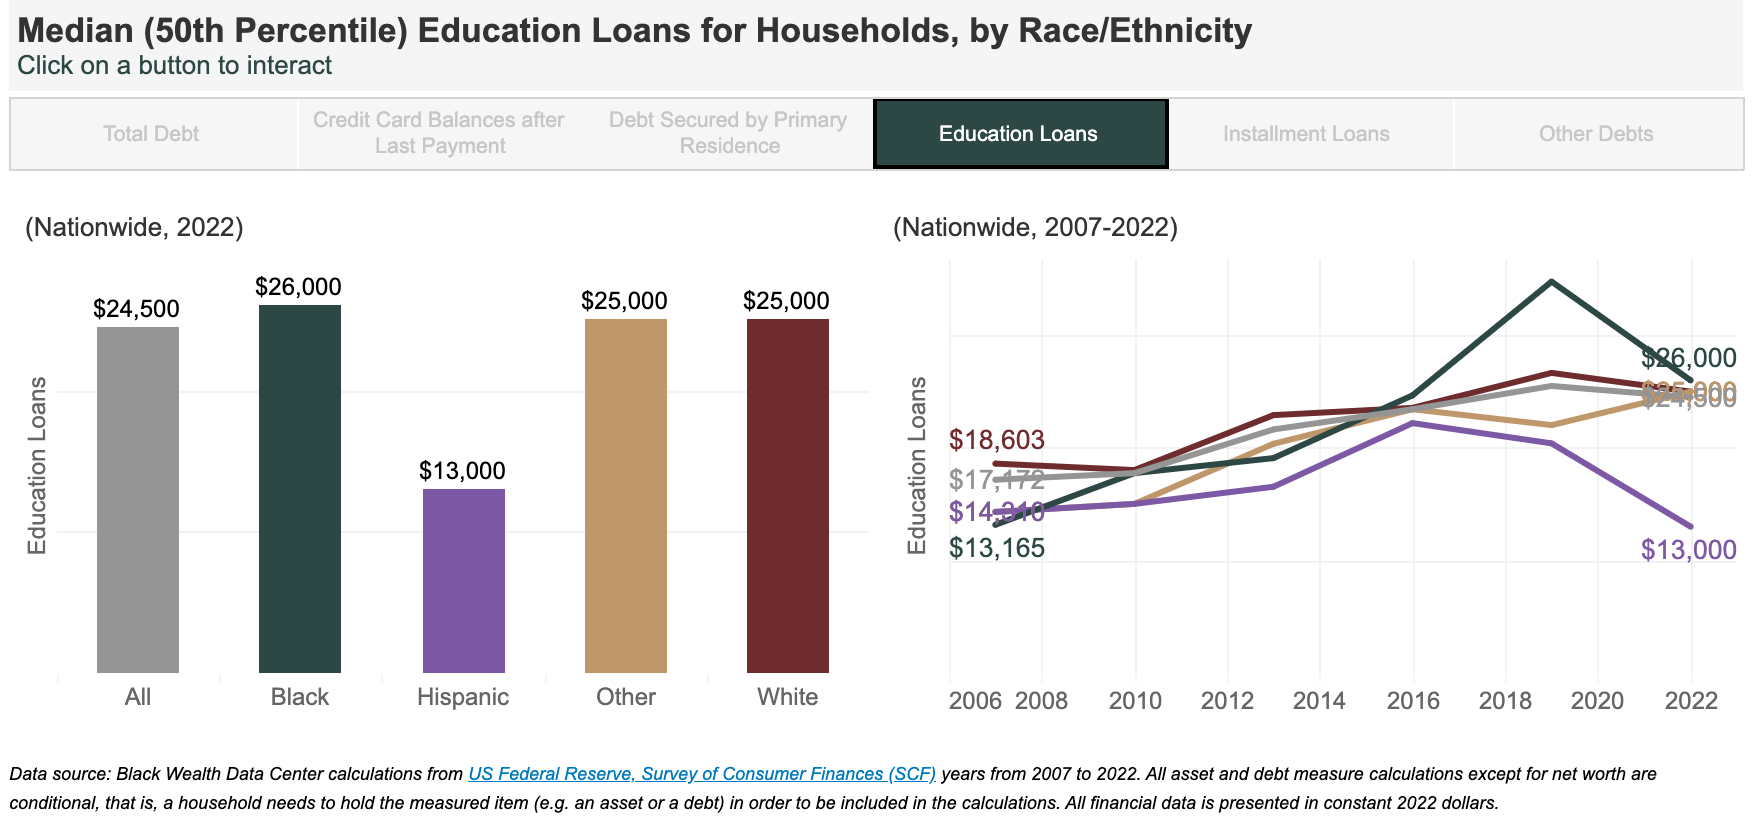 Median (50th Percentile) Education Loans for Households, by Race/Ethnicity
Click on a button to interact
Total Debt
Credit Card Balances after
Last Payment
Debt Secured by Primary
Residence
Education Loans
Installment Loans
Other Debts
(Nationwide, 2022)
Education Loans
$24,500
$26,000
$13,000
$25,000
$25,000
All
Black
Hispanic
Other
White
(Nationwide, 2007-2022)
Education Loans
$18,603
$17,172
$14,310
$13,165
$26,000
$25,000
$24,500
$13,000
2006 2008 2010 2012 2014 2016 2018 2020 2022
Data source: Black Wealth Data Center calculations from US Federal Reserve, Survey of Consumer Finances (SCF) years from 2007 to 2022. All asset and debt measure calculations except for net worth are
conditional, that is, a household needs to hold the measured item (e.g. an asset or a debt) in order to be included in the calculations. All financial data is presented in constant 2022 dollars.